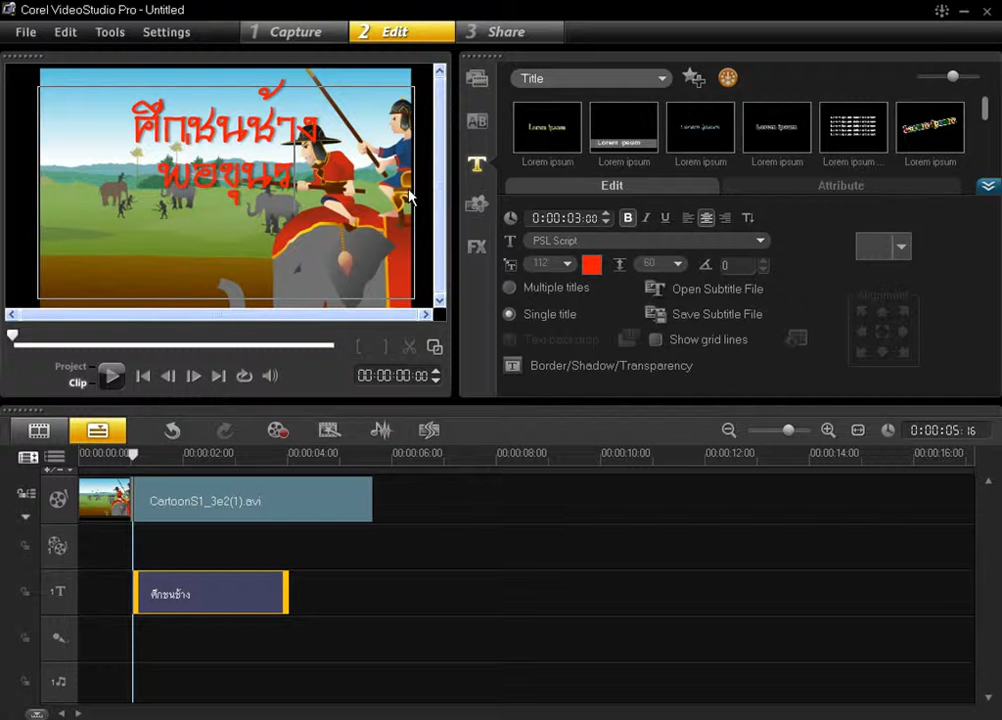 Corel VideoStudio Pro - Untitled
File Edit Tools Settings 1 Capture 2 Edit 3 Share
Title
ศึกชนช้าง
พ่อขุนร
Lorem ipsum Lorem ipsum Lorem ipsum Lorem ipsum Lorem ipsum ... Lorem ipsum
Edit Attribute
0:00:03:00 B I U
PSL Script
112 60 0
Multiple titles Open Subtitle File
Single title Save Subtitle File
Text backdrop Show grid lines
Alignment
Border/Shadow/Transparency
Project
Clip
00:00:00:00
0:00:05:16
00:00:00:00 00:00:02:00 00:00:04:00 00:00:06:00 00:00:08:00 00:00:10:00 00:00:12:00 00:00:14:00 00:00:16:00
CartoonS1_3e2(1).avi
ศึกชนช้าง